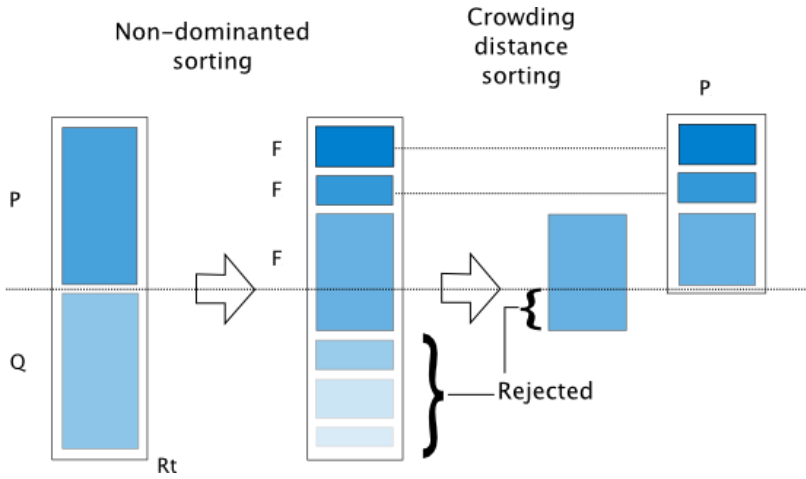 Non-dominanted
sorting
Crowding
distance
sorting
P
F
F
P
F
Q
Rejected
Rt